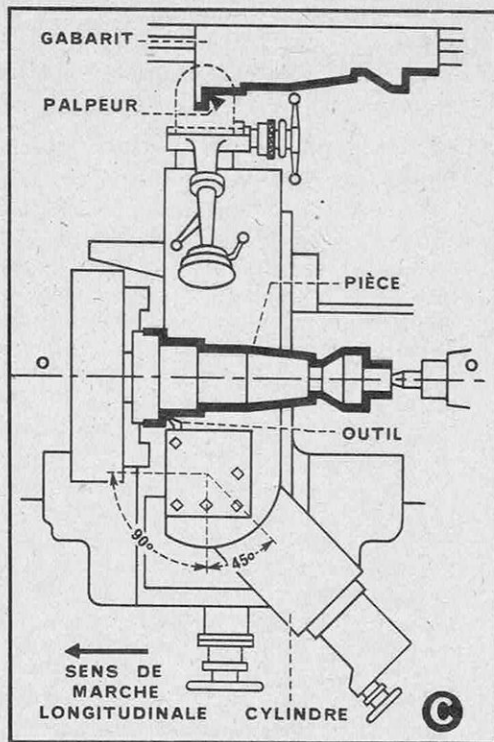 GABARIT
PALPEUR
PIÈCE
O
O
OUTIL
90°
45°
SENS DE
MARCHE
LONGITUDINALE
CYLINDRE
C